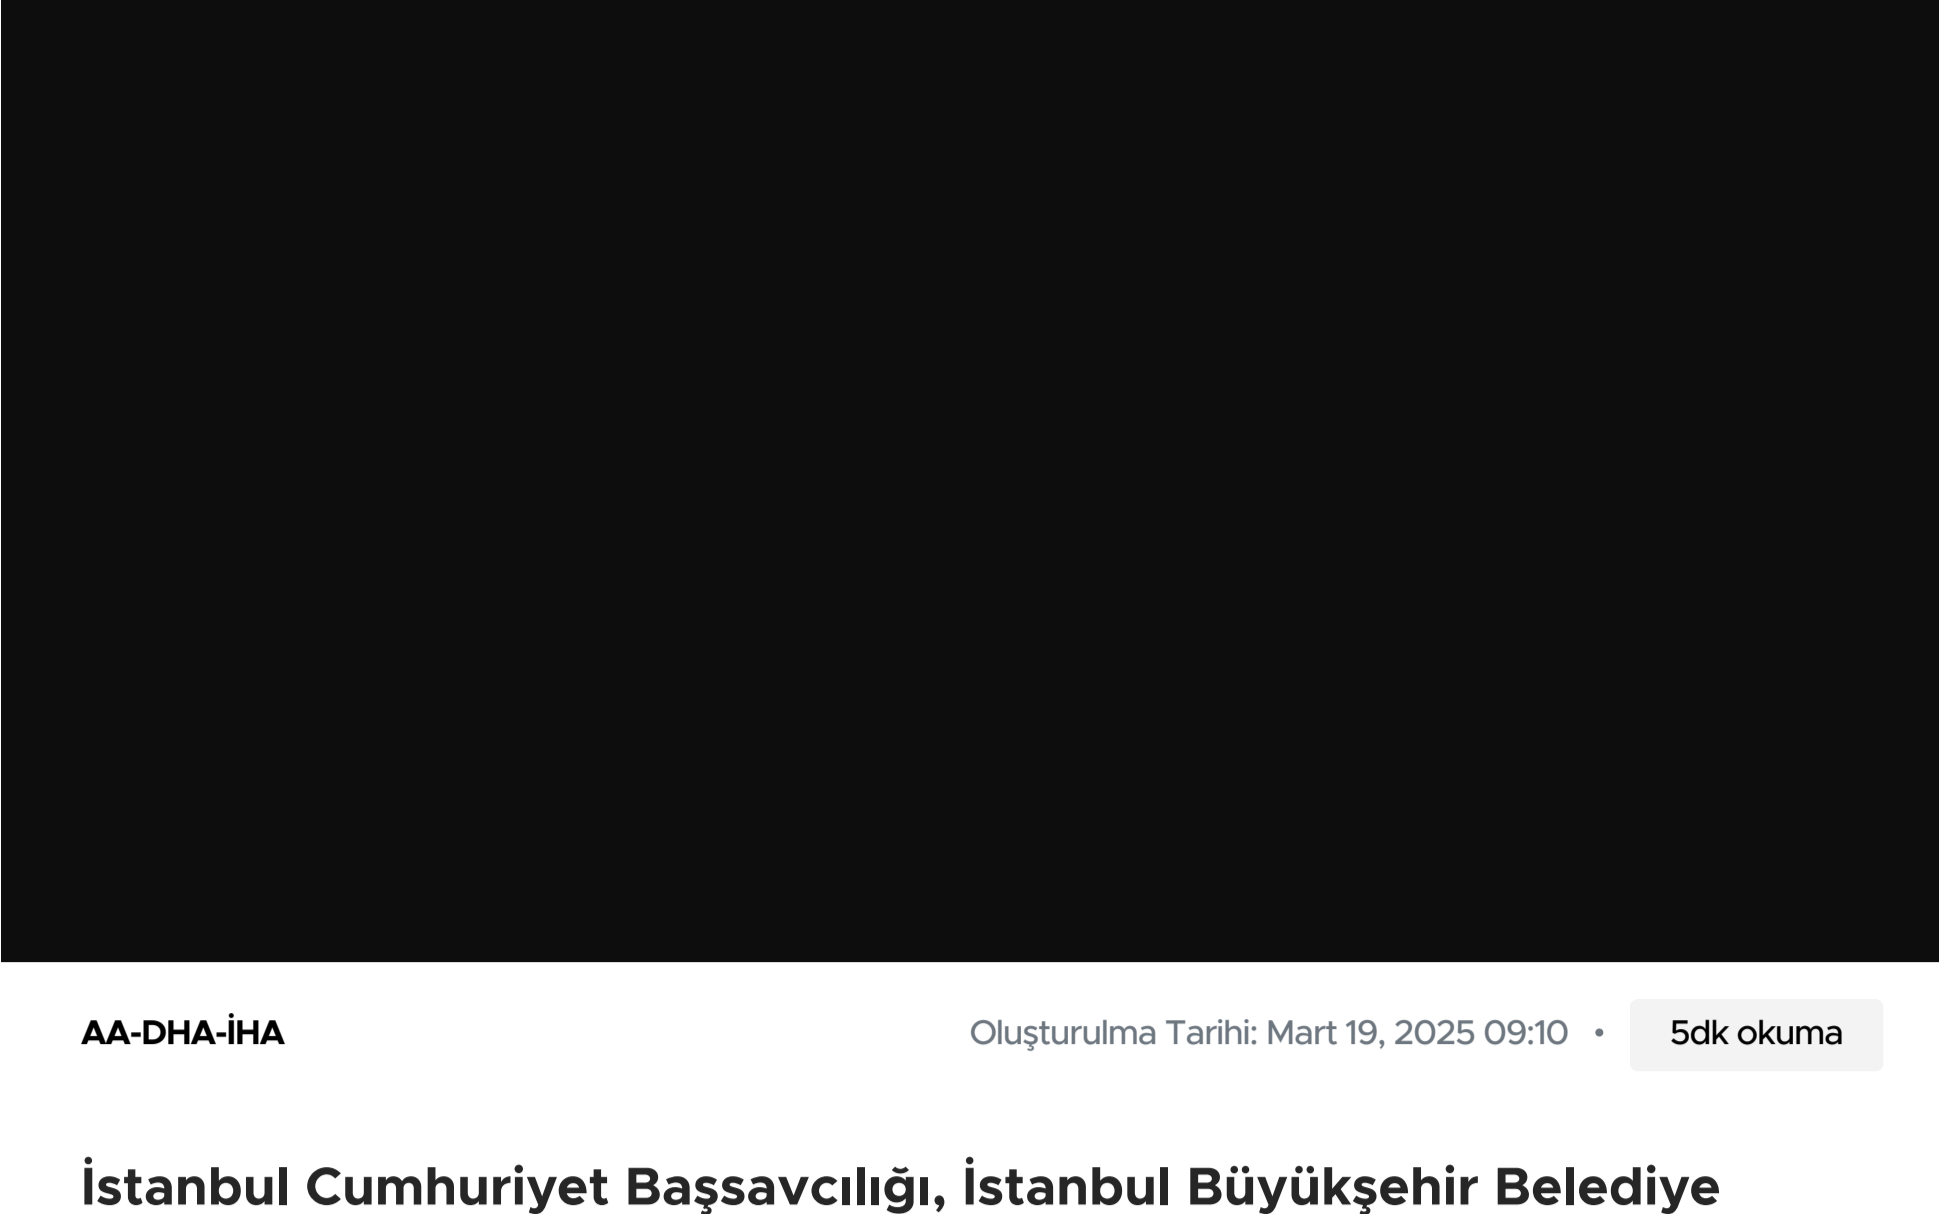 AA-DHA-İHA
Oluşturulma Tarihi: Mart 19, 2025 09:10 • 5dk okuma
İstanbul Cumhuriyet Başsavcılığı, İstanbul Büyükşehir Belediye